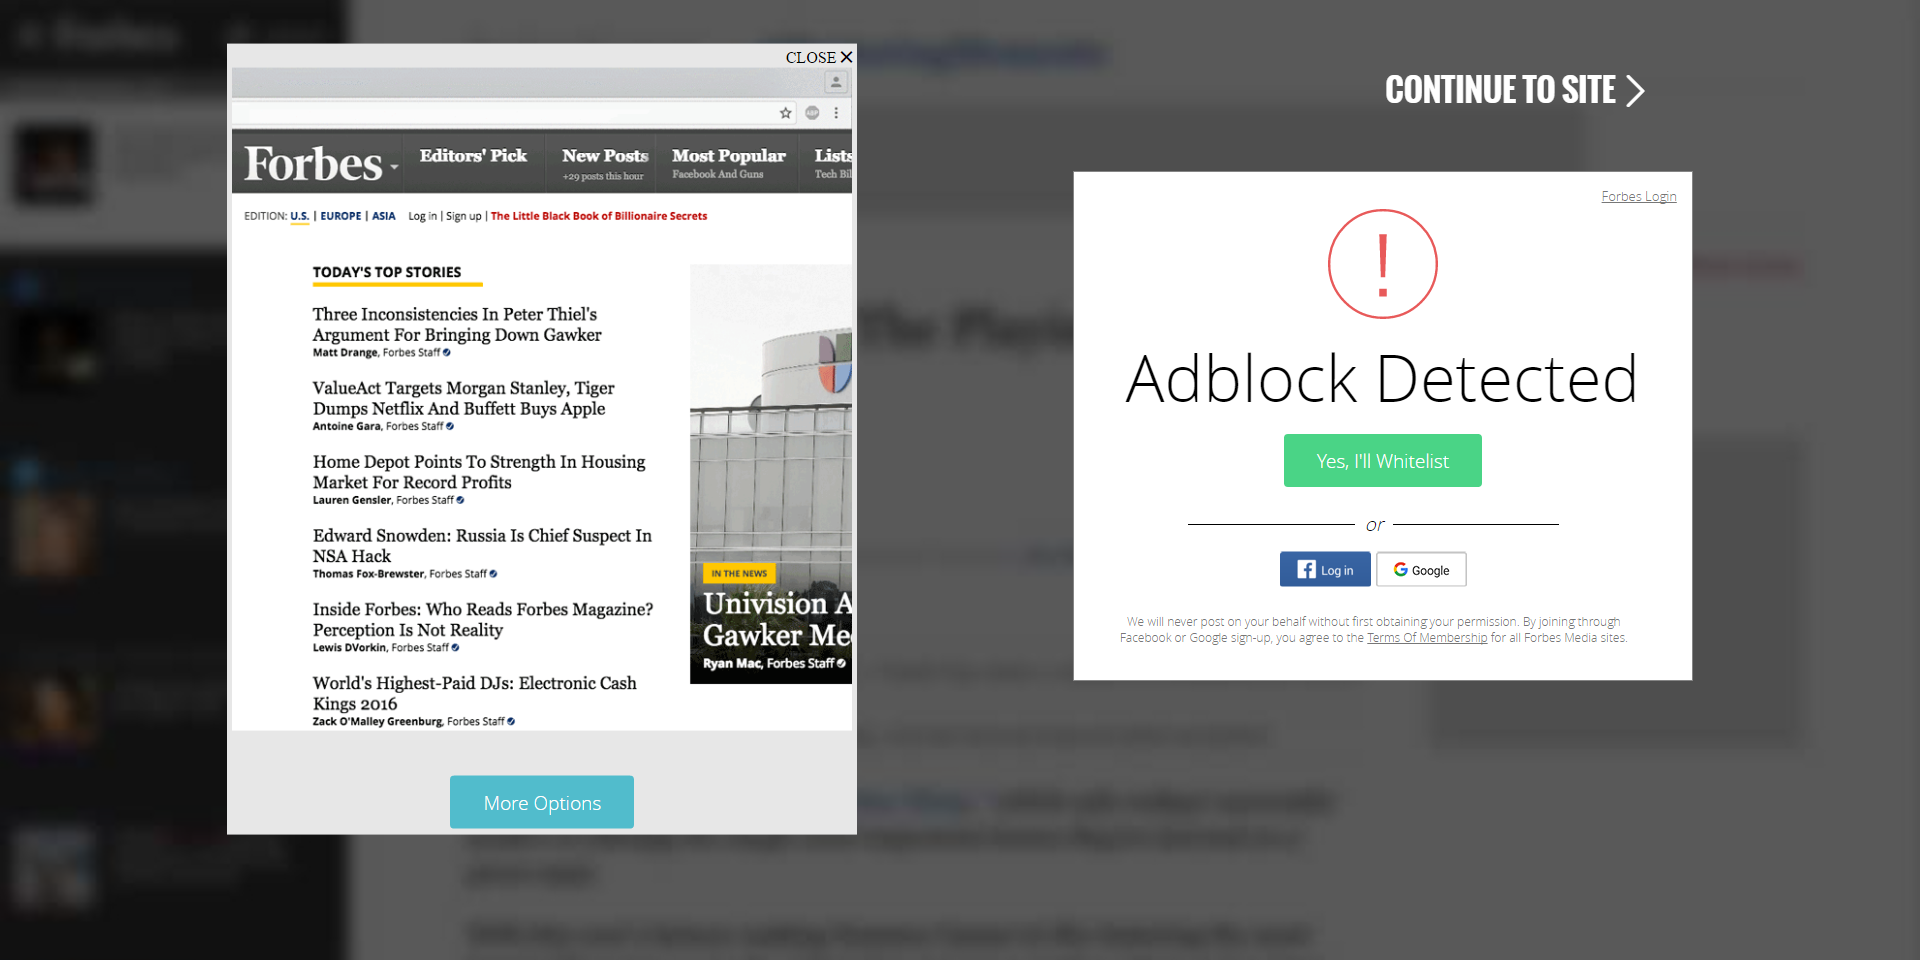 CLOSE ✕
ABP
Forbes
Editors' Pick
New Posts
+29 posts this hour
Most Popular
Facebook And Guns
Lists
Tech Bil
EDITION: U.S. | EUROPE | ASIA Log in | Sign up | The Little Black Book of Billionaire Secrets
TODAY'S TOP STORIES
Three Inconsistencies In Peter Thiel's
Argument For Bringing Down Gawker
Matt Drange, Forbes Staff
ValueAct Targets Morgan Stanley, Tiger
Dumps Netflix And Buffett Buys Apple
Antoine Gara, Forbes Staff
Home Depot Points To Strength In Housing
Market For Record Profits
Lauren Gensler, Forbes Staff
Edward Snowden: Russia Is Chief Suspect In
NSA Hack
Thomas Fox-Brewster, Forbes Staff
Inside Forbes: Who Reads Forbes Magazine?
Perception Is Not Reality
Lewis DVorkin, Forbes Staff
World's Highest-Paid DJs: Electronic Cash
Kings 2016
Zack O'Malley Greenburg, Forbes Staff
IN THE NEWS
Univision A
Gawker Me
Ryan Mac, Forbes Staff
More Options
CONTINUE TO SITE
Forbes Login
!
Adblock Detected
Yes, I'll Whitelist
or
Log in
Google
We will never post on your behalf without first obtaining your permission. By joining through
Facebook or Google sign-up, you agree to the Terms Of Membership for all Forbes Media sites.